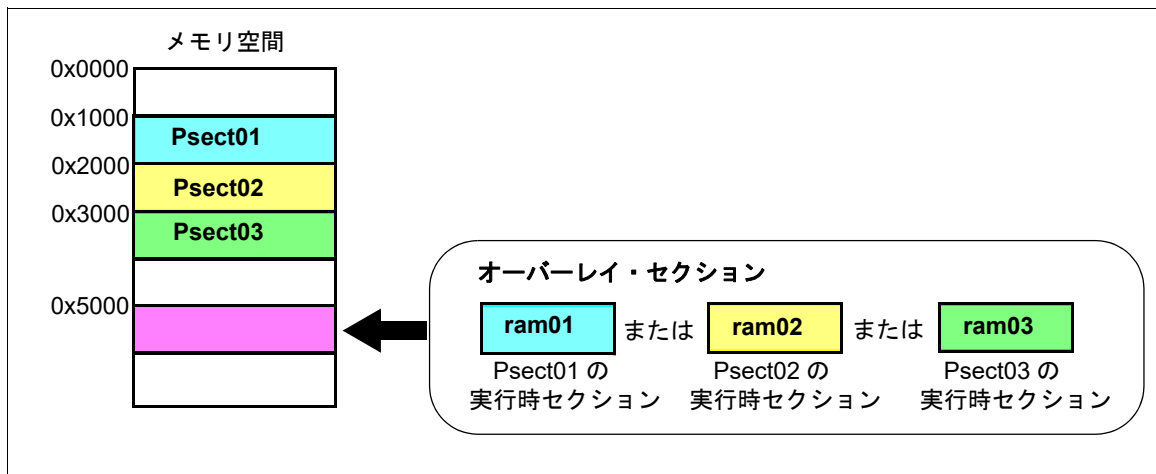 メモリ空間
0x0000
0x1000
Psect01
0x2000
Psect02
0x3000
Psect03
0x5000
オーバーレイ・セクション
ram01 または ram02 または ram03
Psect01 の Psect02 の Psect03 の
実行時セクション 実行時セクション 実行時セクション